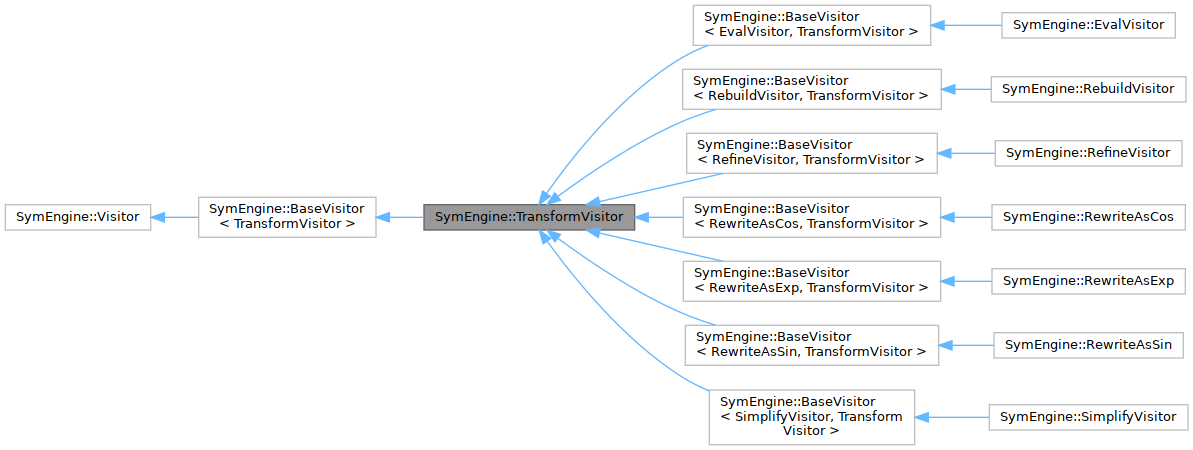 SymEngine::Visitor
SymEngine::BaseVisitor
< TransformVisitor >
SymEngine::TransformVisitor
SymEngine::BaseVisitor
< EvalVisitor, TransformVisitor >
SymEngine::EvalVisitor
SymEngine::BaseVisitor
< RebuildVisitor, TransformVisitor >
SymEngine::RebuildVisitor
SymEngine::BaseVisitor
< RefineVisitor, TransformVisitor >
SymEngine::RefineVisitor
SymEngine::BaseVisitor
< RewriteAsCos, TransformVisitor >
SymEngine::RewriteAsCos
SymEngine::BaseVisitor
< RewriteAsExp, TransformVisitor >
SymEngine::RewriteAsExp
SymEngine::BaseVisitor
< RewriteAsSin, TransformVisitor >
SymEngine::RewriteAsSin
SymEngine::BaseVisitor
< SimplifyVisitor, Transform
Visitor >
SymEngine::SimplifyVisitor